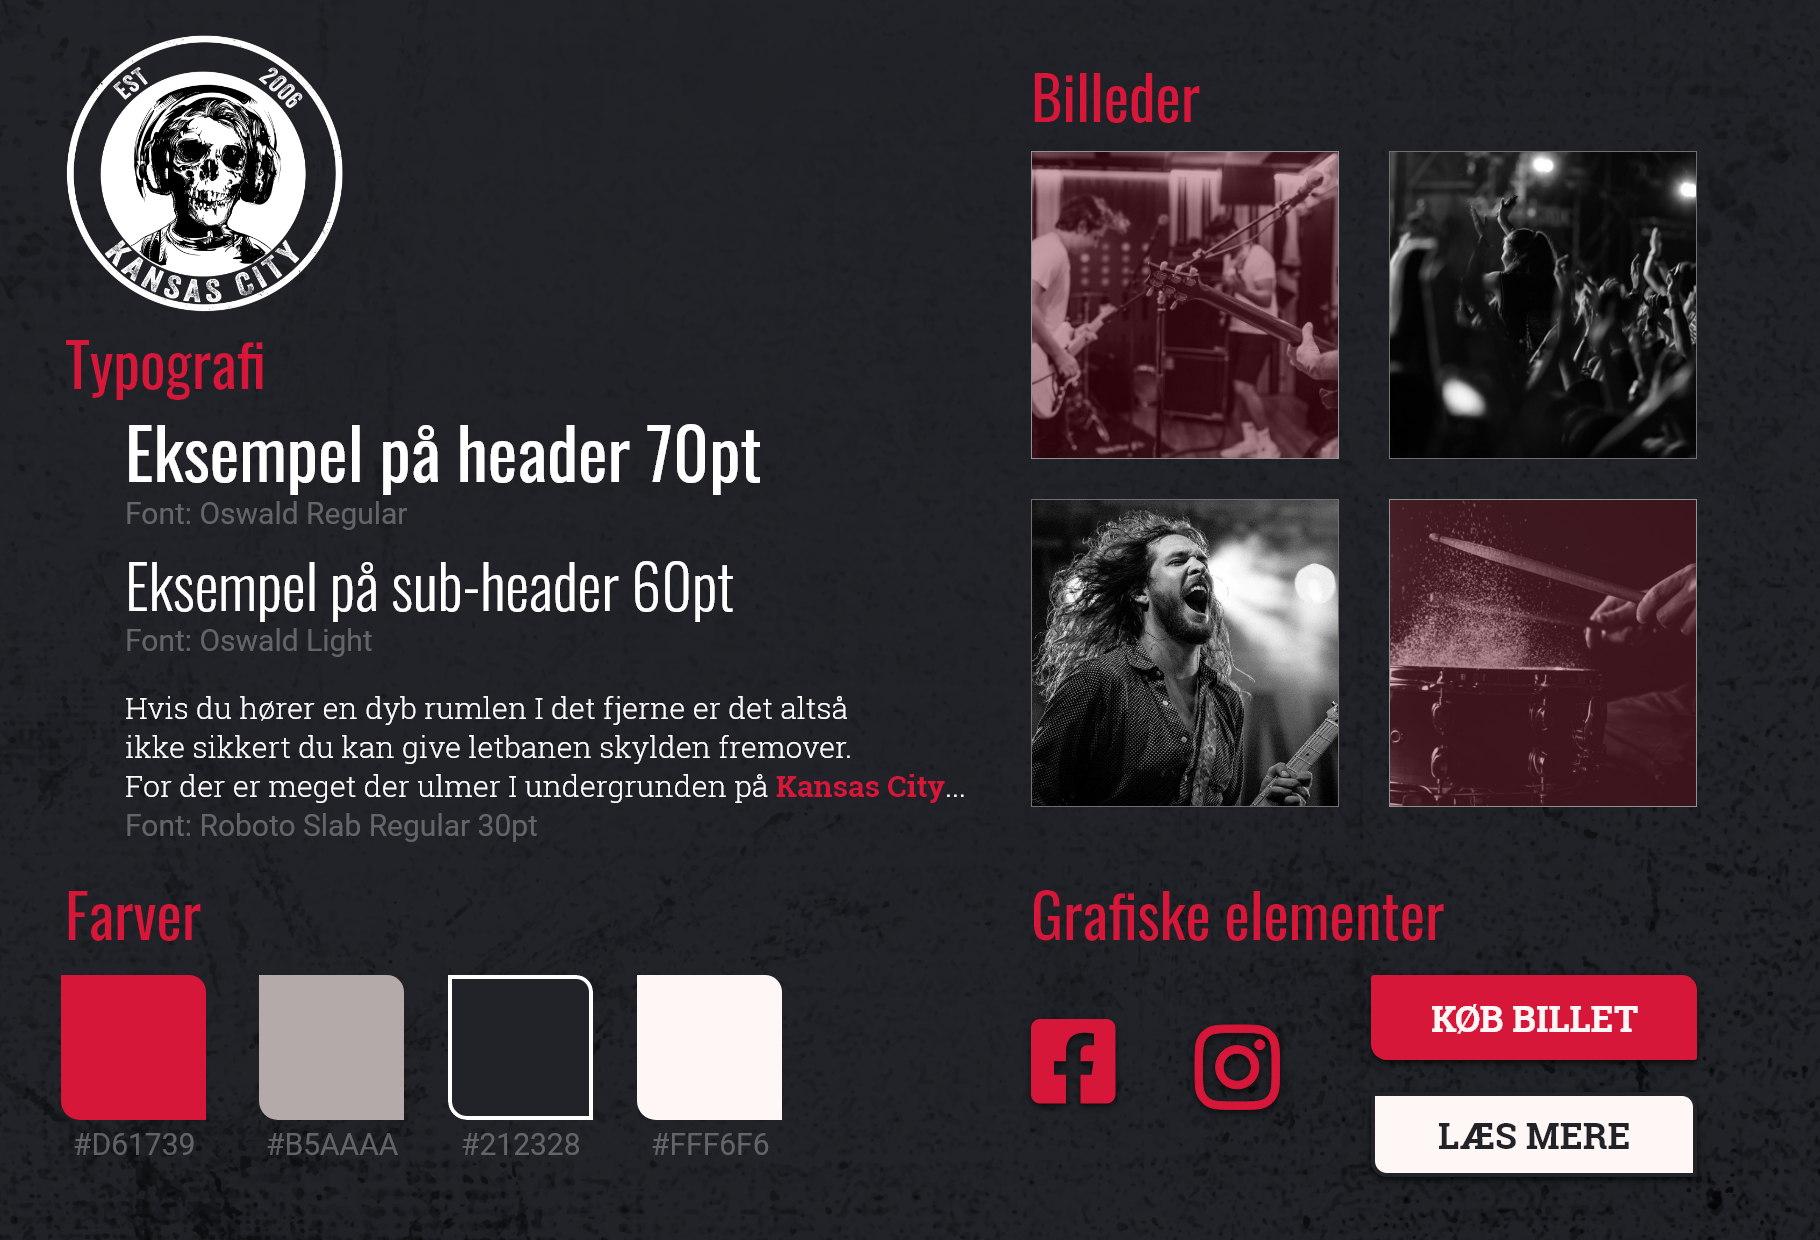 EST 2006
KANSAS CITY
Typografi
Eksempel på header 70pt
Font: Oswald Regular
Eksempel på sub-header 60pt
Font: Oswald Light
Hvis du hører en dyb rumlen I det fjerne er det altså
ikke sikkert du kan give letbanen skylden fremover.
For der er meget der ulmer I undergrunden på Kansas City...
Font: Roboto Slab Regular 30pt
Farver
#D61739 #B5AAAA #212328 #FFF6F6
Billeder
Grafiske elementer
KØB BILLET
LÆS MERE